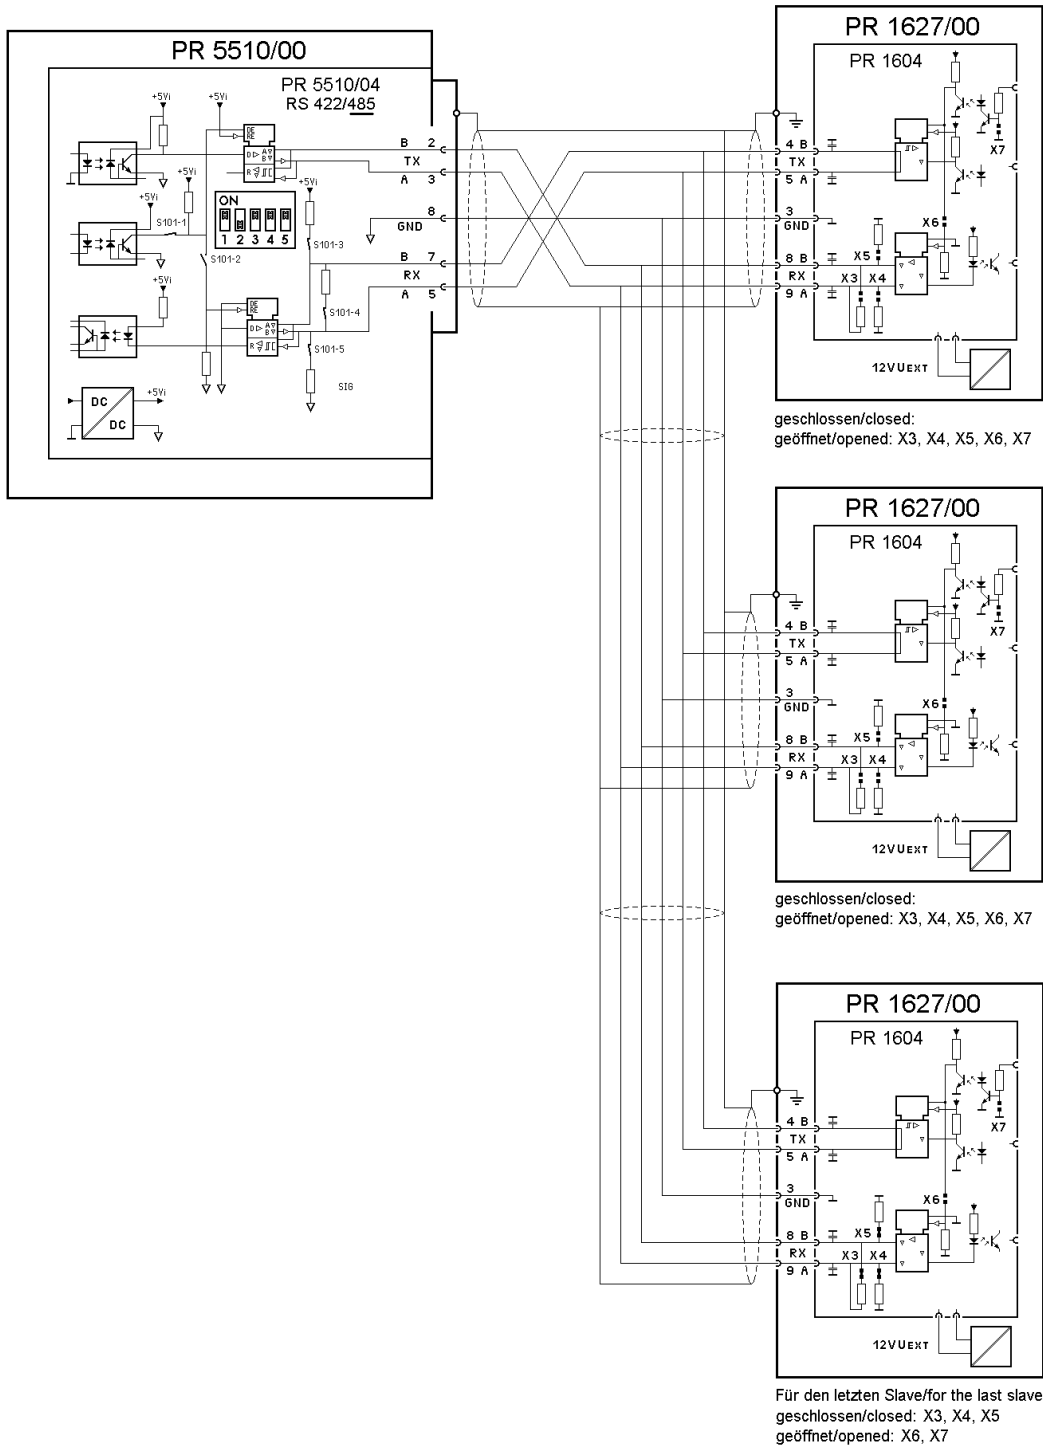 PR 5510/00
PR 5510/04
RS 422/485
+5Vi
+5Vi
DE
RE
D
A
B
R
B 2
TX
A 3
+5Vi
+5Vi
+5Vi
ON
1 2 3 4 5
S101-1
S101-2
S101-3
8
GND
B 7
RX
A 5
+5Vi
DE
RE
D
A
B
R
S101-4
S101-5
SIG
DC
DC
+5Vi
PR 1627/00
PR 1604
X7
4 B
TX
5 A
3
GND
X6
8 B
X5
RX
X3 X4
9 A
12VUEXT
geschlossen/closed:
geöffnet/opened: X3, X4, X5, X6, X7
PR 1627/00
PR 1604
X7
4 B
TX
5 A
3
GND
X6
8 B
X5
RX
X3 X4
9 A
12VUEXT
geschlossen/closed:
geöffnet/opened: X3, X4, X5, X6, X7
PR 1627/00
PR 1604
X7
4 B
TX
5 A
3
GND
X6
8 B
X5
RX
X3 X4
9 A
12VUEXT
Für den letzten Slave/for the last slave
geschlossen/closed: X3, X4, X5
geöffnet/opened: X6, X7